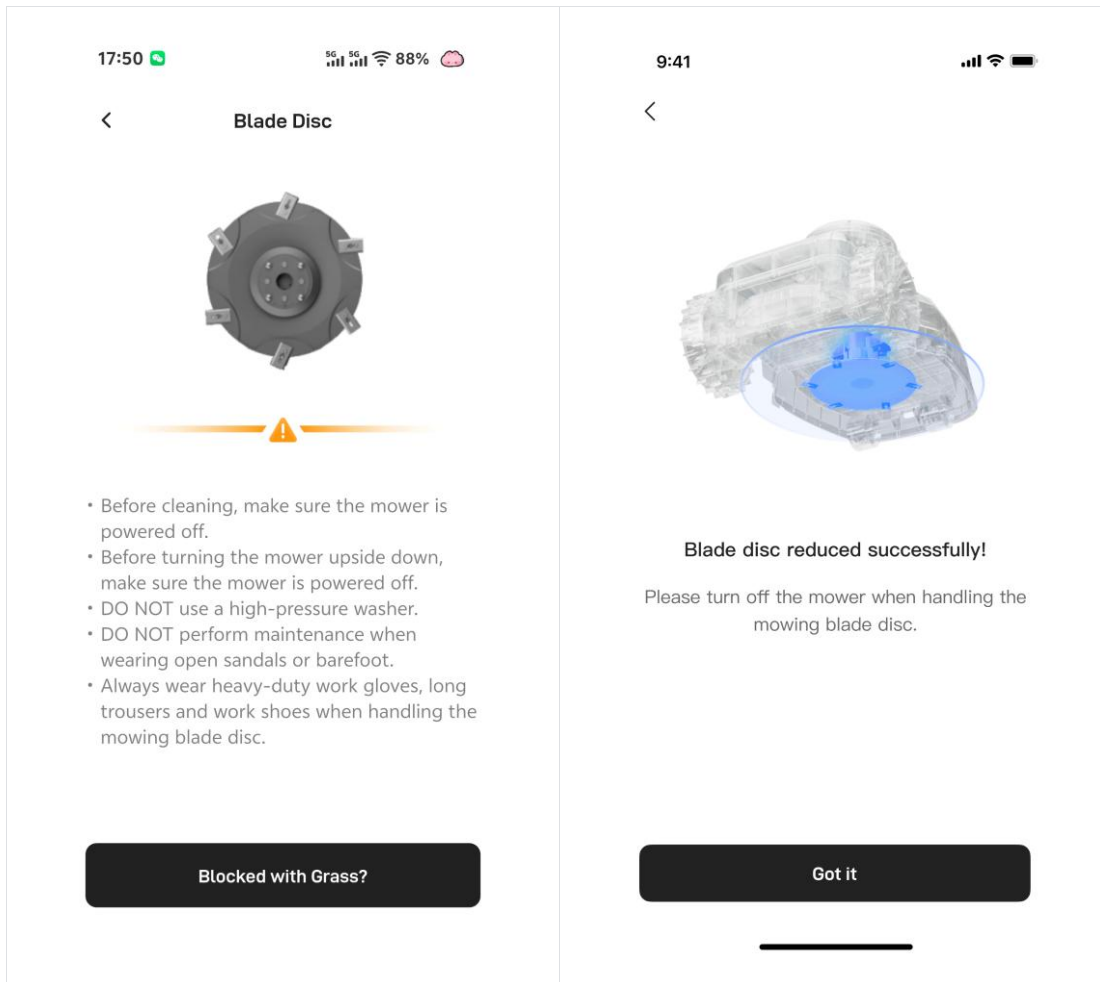 17:50
5G 5G 88%
Blade Disc
• Before cleaning, make sure the mower is
powered off.
• Before turning the mower upside down,
make sure the mower is powered off.
• DO NOT use a high-pressure washer.
• DO NOT perform maintenance when
wearing open sandals or barefoot.
• Always wear heavy-duty work gloves, long
trousers and work shoes when handling the
mowing blade disc.
Blocked with Grass?
9:41
Blade disc reduced successfully!
Please turn off the mower when handling the
mowing blade disc.
Got it